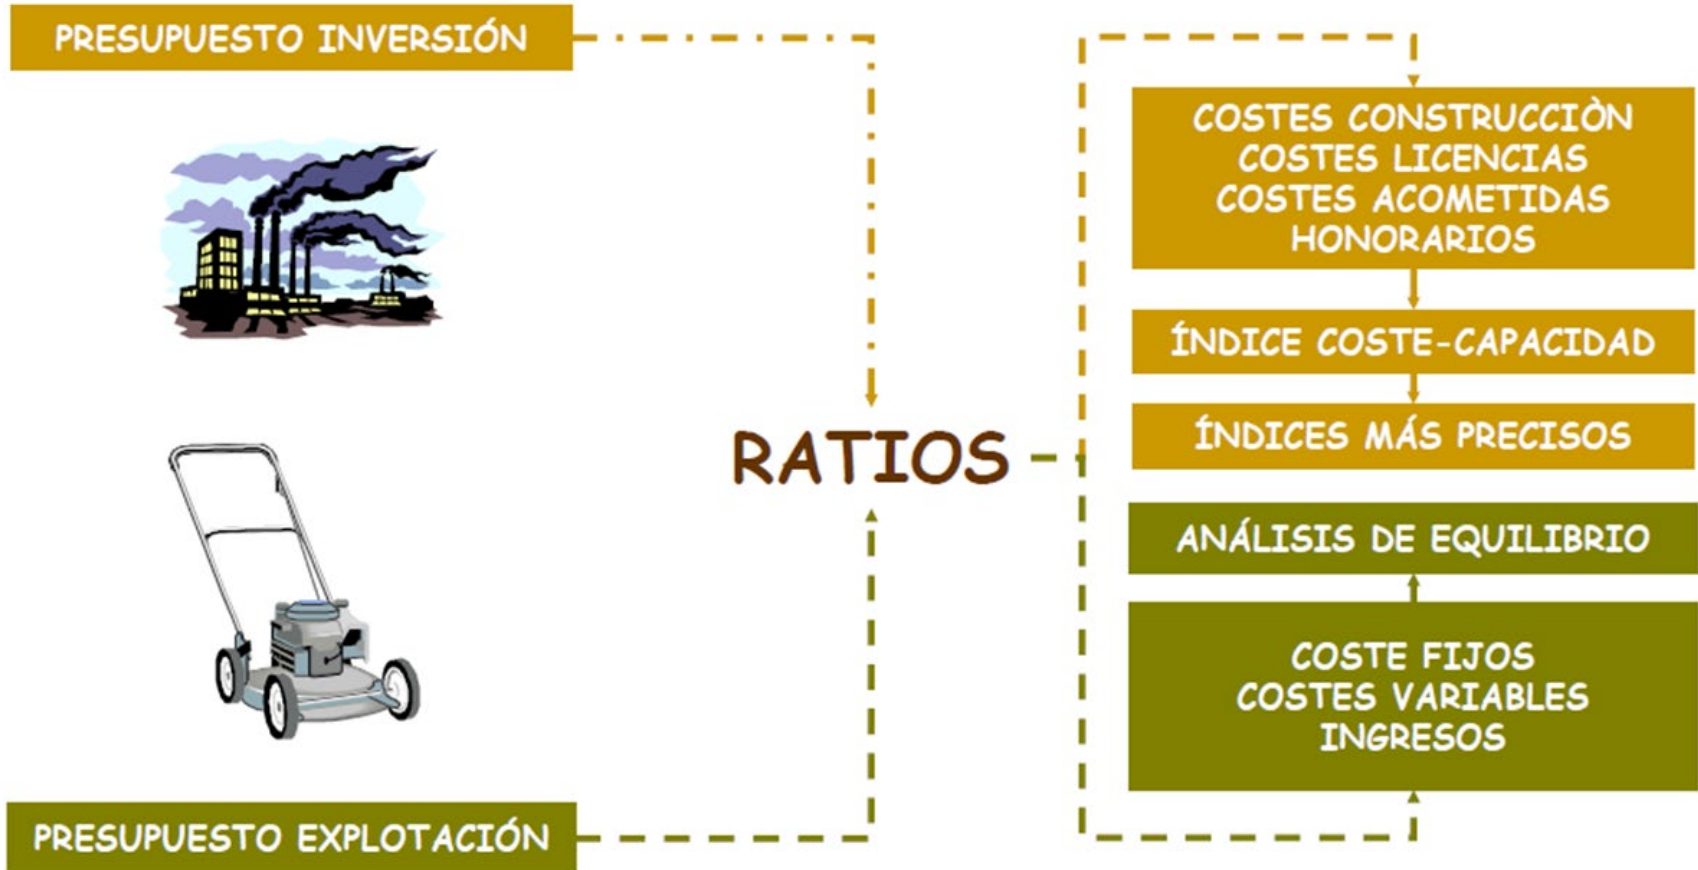 PRESUPUESTO INVERSIÓN
COSTES CONSTRUCCIÒN
COSTES LICENCIAS
COSTES ACOMETIDAS
HONORARIOS
ÍNDICE COSTE-CAPACIDAD
ÍNDICES MÁS PRECISOS
RATIOS
ANÁLISIS DE EQUILIBRIO
COSTE FIJOS
COSTES VARIABLES
INGRESOS
PRESUPUESTO EXPLOTACIÓN